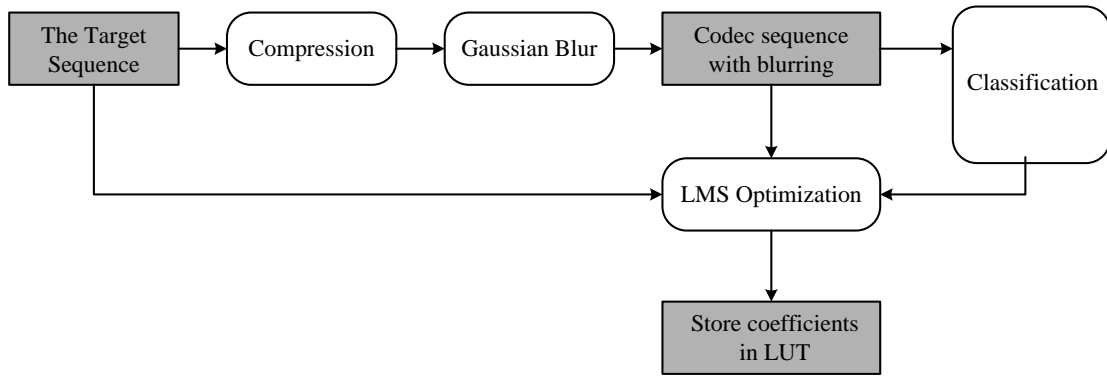 The Target
Sequence
Compression
Gaussian Blur
Codec sequence
with blurring
Classification
LMS Optimization
Store coefficients
in LUT